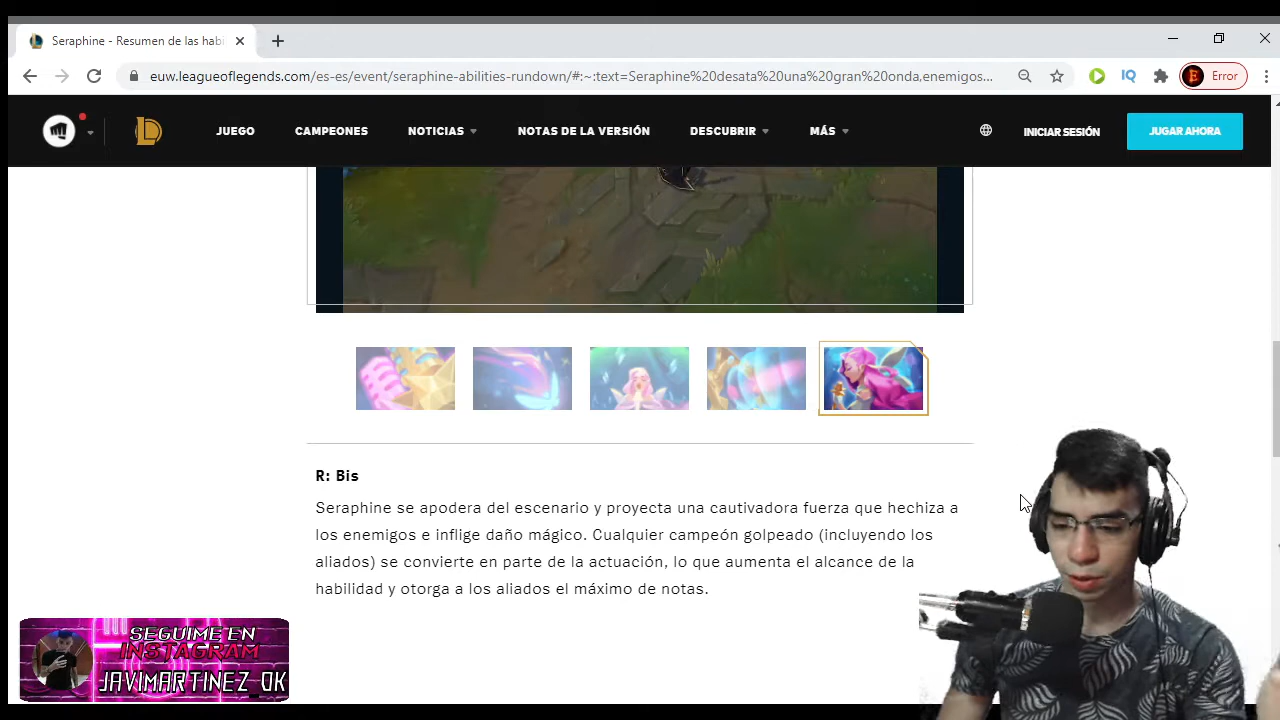 Seraphine - Resumen de las habi
euw.leagueoflegends.com/es-es/event/seraphine-abilities-rundown/#:~:text=Seraphine%20desata%20una%20gran%20onda,enemigos...
IQ
E
Error
JUEGO
CAMPEONES
NOTICIAS
NOTAS DE LA VERSIÓN
DESCUBRIR
MÁS
INICIAR SESIÓN
JUGAR AHORA
R: Bis
Seraphine se apodera del escenario y proyecta una cautivadora fuerza que hechiza a
los enemigos e inflige daño mágico. Cualquier campeón golpeado (incluyendo los
aliados) se convierte en parte de la actuación, lo que aumenta el alcance de la
habilidad y otorga a los aliados el máximo de notas.
SEGUIME EN
INSTAGRAM
JAVIMARTINEZ_OK